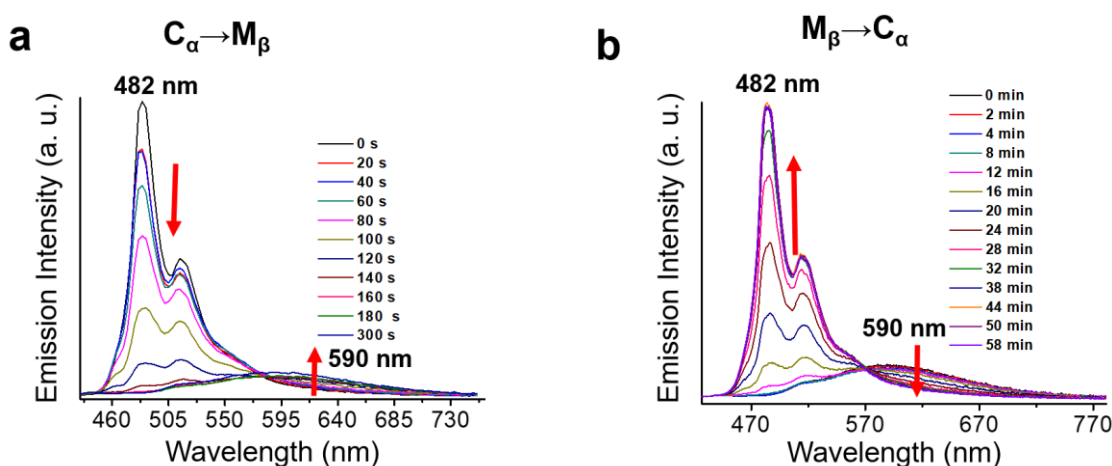 a
Cα→Mβ
482 nm
0 s
20 s
40 s
60 s
80 s
100 s
120 s
140 s
160 s
180 s
300 s
590 nm
Emission Intensity (a. u.)
460 505 550 595 640 685 730
Wavelength (nm)
b
Mβ→Cα
482 nm
0 min
2 min
4 min
8 min
12 min
16 min
20 min
24 min
28 min
32 min
38 min
44 min
50 min
58 min
590 nm
Emission Intensity (a. u.)
470 570 670 770
Wavelength (nm)